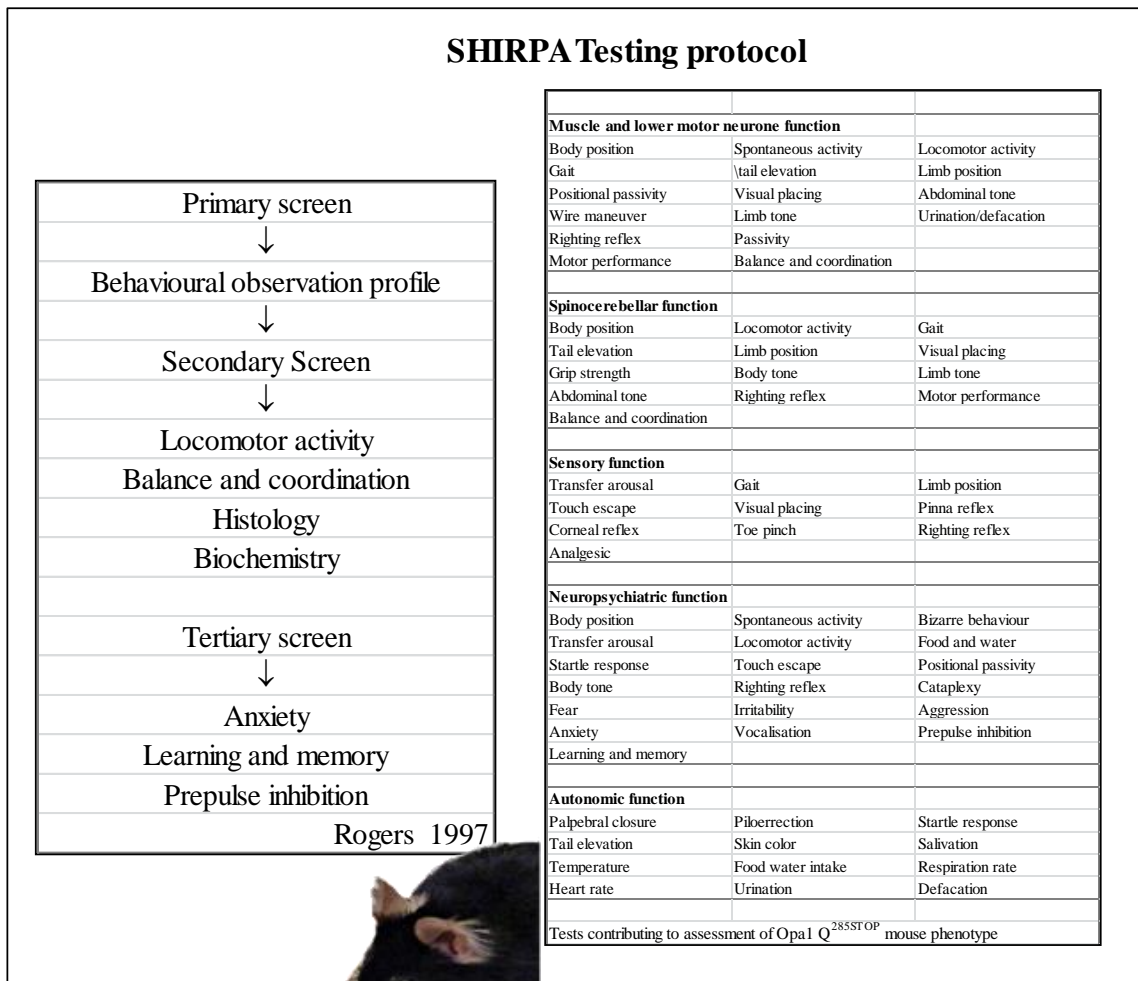 SHIRPA Testing protocol
Primary screen
↓
Behavioural observation profile
↓
Secondary Screen
↓
Locomotor activity
Balance and coordination
Histology
Biochemistry
Tertiary screen
↓
Anxiety
Learning and memory
Prepulse inhibition
Rogers 1997
Muscle and lower motor neurone function
Body position Spontaneous activity Locomotor activity
Gait \tail elevation Limb position
Positional passivity Visual placing Abdominal tone
Wire maneuver Limb tone Urination/defacation
Righting reflex Passivity
Motor performance Balance and coordination
Spinocerebellar function
Body position Locomotor activity Gait
Tail elevation Limb position Visual placing
Grip strength Body tone Limb tone
Abdominal tone Righting reflex Motor performance
Balance and coordination
Sensory function
Transfer arousal Gait Limb position
Touch escape Visual placing Pinna reflex
Corneal reflex Toe pinch Righting reflex
Analgesic
Neuropsychiatric function
Body position Spontaneous activity Bizarre behaviour
Transfer arousal Locomotor activity Food and water
Startle response Touch escape Positional passivity
Body tone Righting reflex Cataplexy
Fear Irritability Aggression
Anxiety Vocalisation Prepulse inhibition
Learning and memory
Autonomic function
Palpebral closure Piloerrection Startle response
Tail elevation Skin color Salivation
Temperature Food water intake Respiration rate
Heart rate Urination Defacation
Tests contributing to assessment of Opa1 Q285STOP mouse phenotype